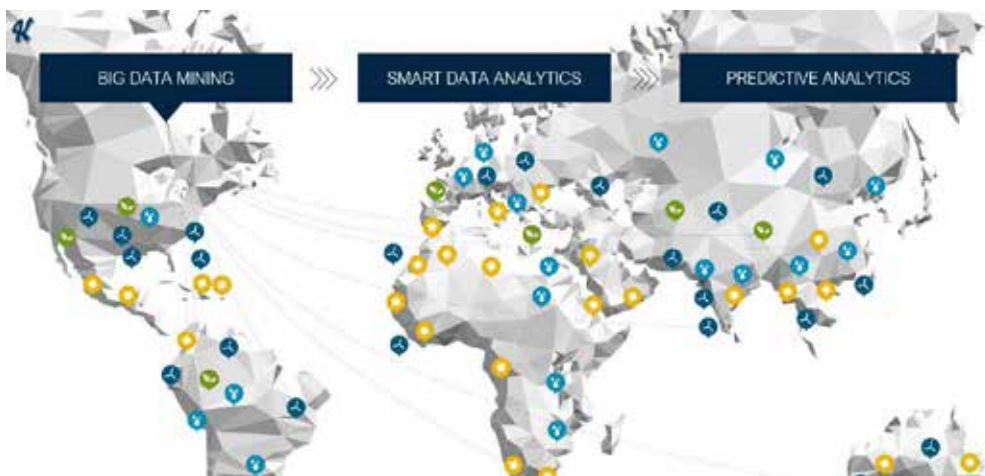 K
BIG DATA MINING
SMART DATA ANALYTICS
PREDICTIVE ANALYTICS